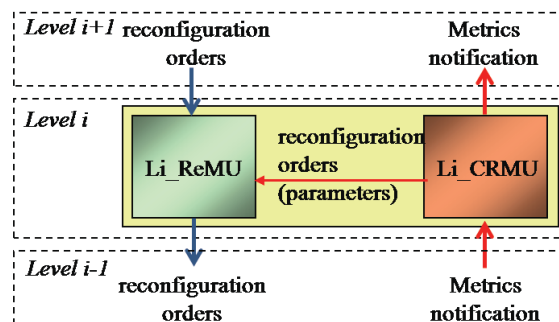 Level i+1
reconfiguration
orders
Metrics
notification
Level i
Li_ReMU
reconfiguration
orders
(parameters)
Li_CRMU
Level i-1
reconfiguration
orders
Metrics
notification